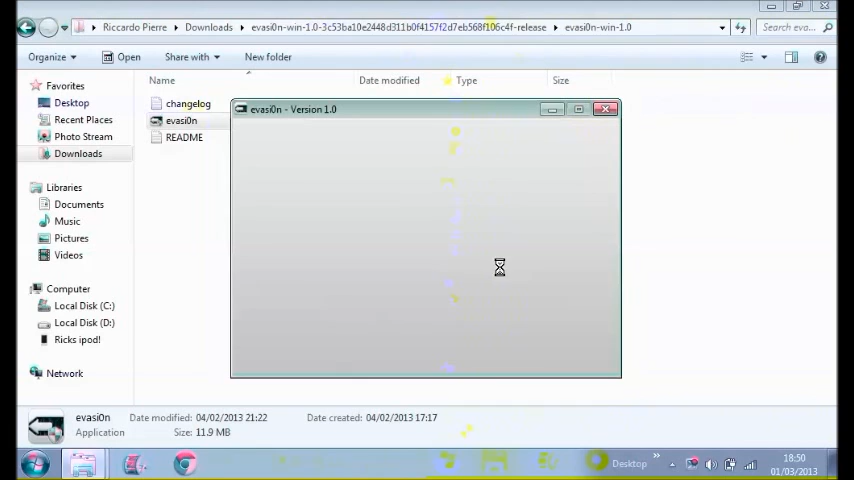 Riccardo Pierre ▸ Downloads ▸ evasi0n-win-1.0-3c53ba10e2448d311b0f4157f2d7eb568f106c4f-release ▸ evasi0n-win-1.0
Search eva...
Organize
Open
Share with
New folder
Favorites
Desktop
Recent Places
Photo Stream
Downloads
Libraries
Documents
Music
Pictures
Videos
Computer
Local Disk (C:)
Local Disk (D:)
Ricks ipod!
Network
Name
Date modified
Type
Size
changelog
evasi0n
README
evasi0n - Version 1.0
evasi0n
Date modified: 04/02/2013 21:22
Date created: 04/02/2013 17:17
Application
Size: 11.9 MB
Desktop
18:50
01/03/2013